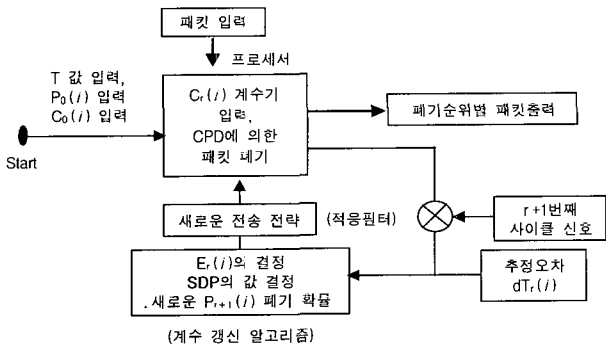 패킷 입력
프로세서
T 값 입력,
P₀(i) 입력
C₀(i) 입력
Start
Cᵣ(i) 계수기
입력,
CPD에 의한
패킷 폐기
폐기순위별 패킷출력
새로운 전송 전략
(적응필터)
r+1번째
사이클 신호
Eᵣ(i)의 결정
SDP의 값 결정
.새로운 Pᵣ₊₁(i) 폐기 확률
추정오차
dTᵣ(i)
(계수 갱신 알고리즘)